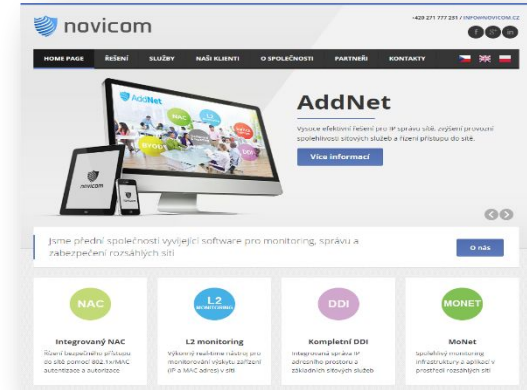 novicom
+420 271 777 231 / INFO@NOVICOM.CZ
HOME PAGE ŘEŠENÍ SLUŽBY NAŠI KLIENTI O SPOLEČNOSTI PARTNEŘI KONTAKTY
AddNet
NAC
L2
BYOD
DDI
novicom
AddNet
Vysoce efektivní řešení pro IP správu sítě, zvýšení provozní
spolehlivosti síťových služeb a řízení přístupu do sítě.
Více informací
Jsme přední společností vyvíjející software pro monitoring, správu a
zabezpečení rozsáhlých sítí
O nás
NAC
L2
MONITORING
DDI
MONET
Integrovaný NAC
Řízení bezpečného přístupu
do sítě pomocí 802.1x/MAC
autentizace a autorizace
L2 monitoring
Výkonný real-time nástroj pro
monitorování výskytu zařízení
(IP a MAC adres) v síti
Kompletní DDI
Integrovaná správa IP
adresního prostoru a
základních síťových služeb
MoNet
Spolehlivý monitoring
infrastruktury a aplikací v
prostředí rozsáhlých sítí